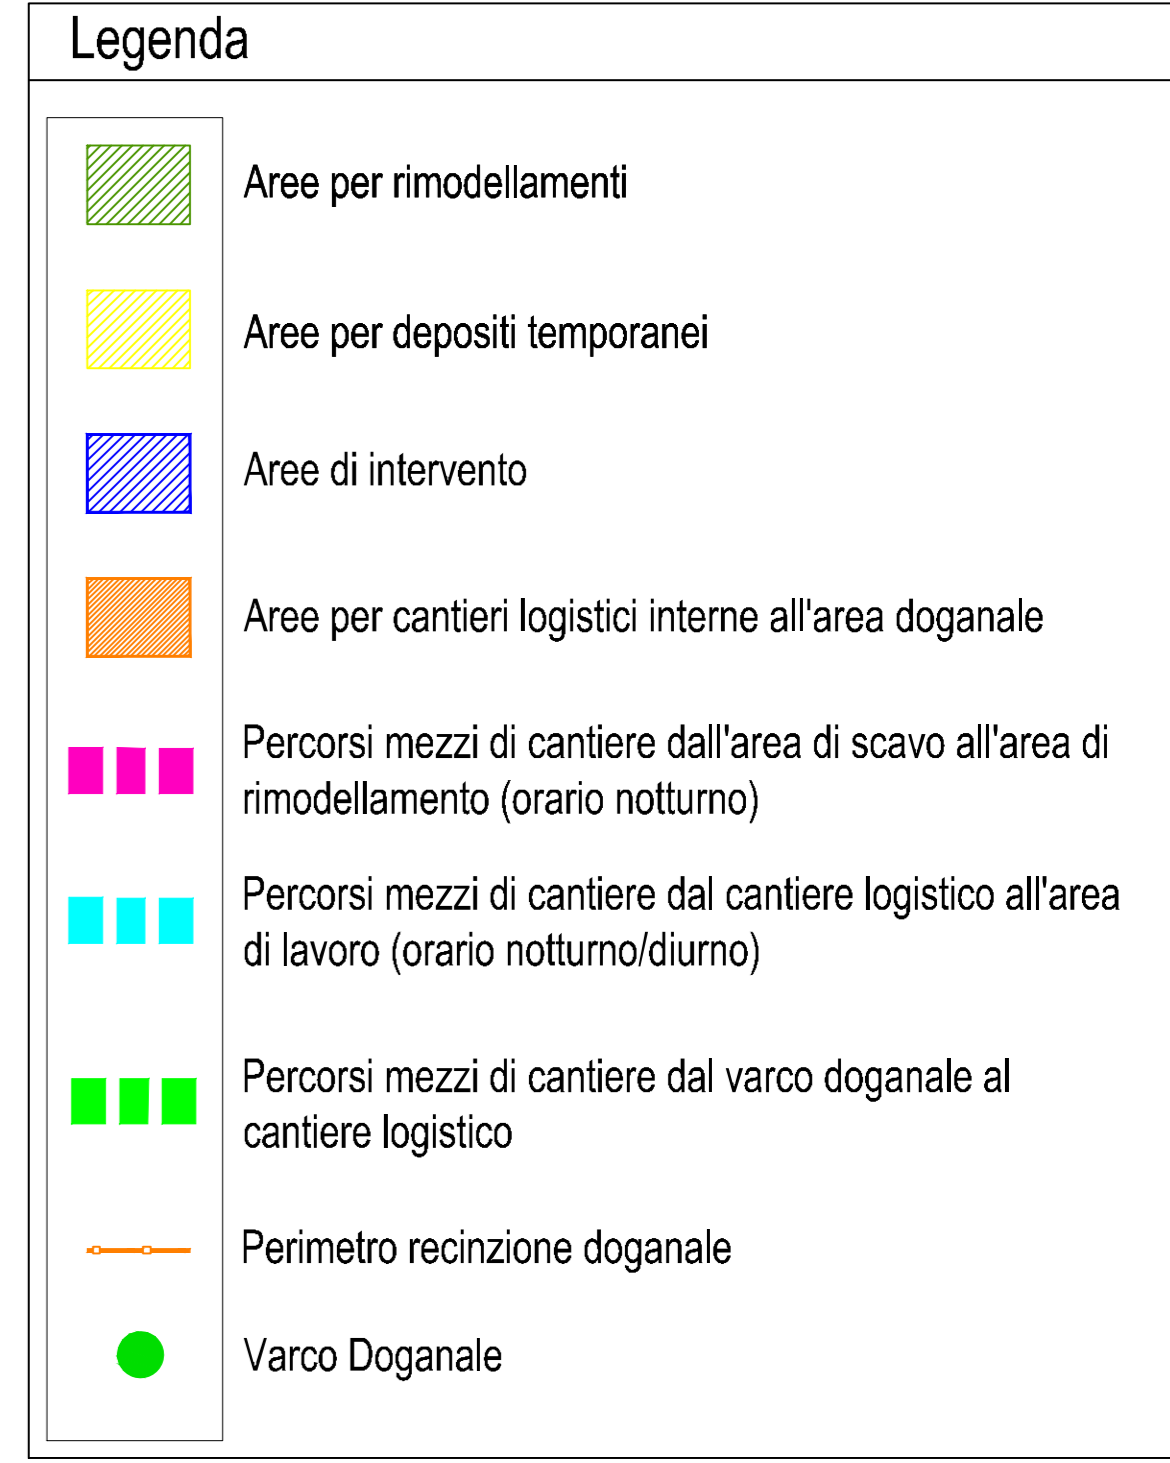 Legenda
Aree per rimodellamenti
Aree per depositi temporanei
Aree di intervento
Aree per cantieri logistici interne all'area doganale
Percorsi mezzi di cantiere dall'area di scavo all'area di
rimodellamento (orario notturno)
Percorsi mezzi di cantiere dal cantiere logistico all'area
di lavoro (orario notturno/diurno)
Percorsi mezzi di cantiere dal varco doganale al
cantiere logistico
Perimetro recinzione doganale
Varco Doganale